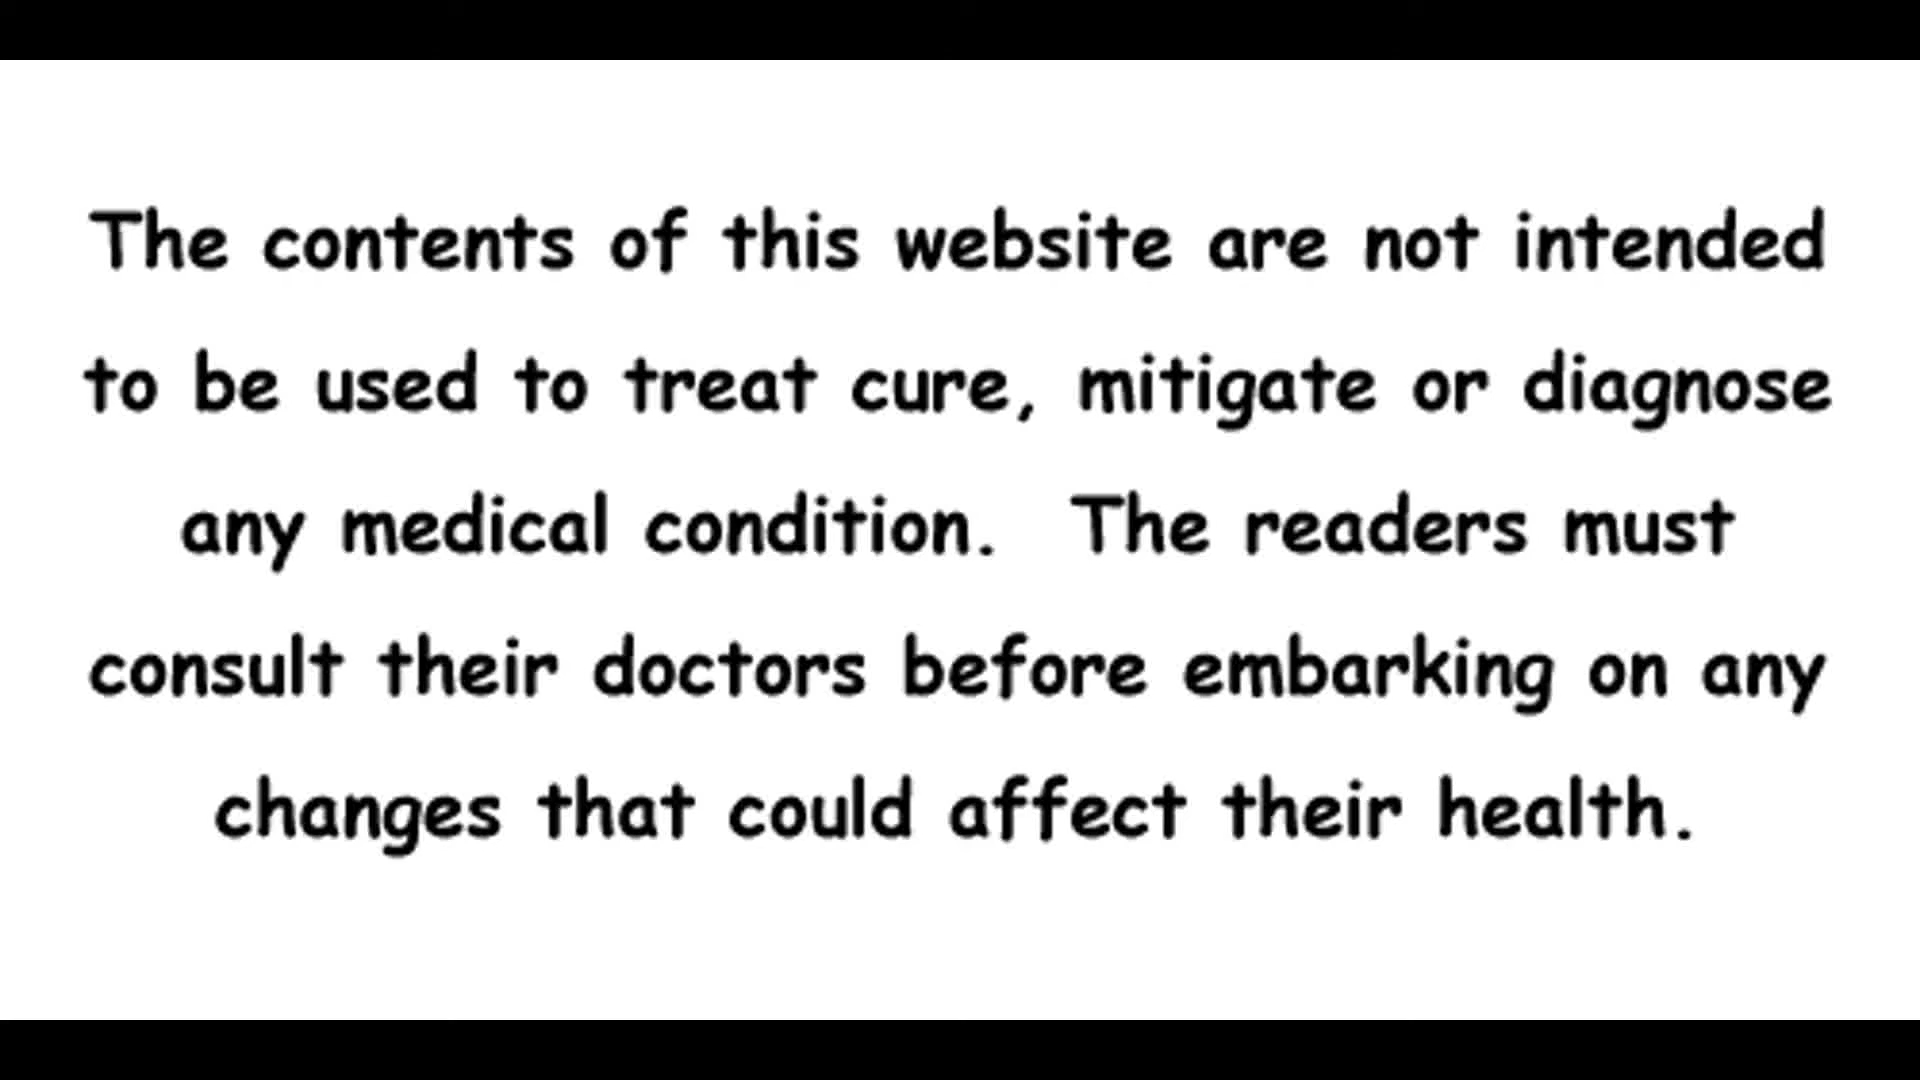 The contents of this website are not intended
to be used to treat cure, mitigate or diagnose
any medical condition.  The readers must
consult their doctors before embarking on any
changes that could affect their health.